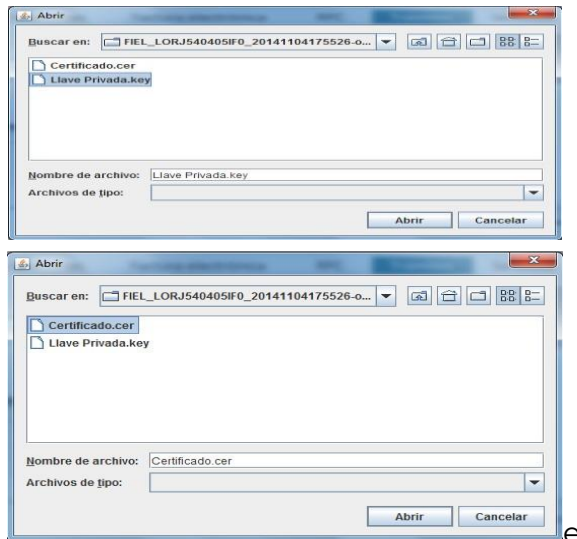 Abrir
Buscar en: FIEL_LORJ540405IF0_20141104175526-o...
Certificado.cer
Llave Privada.key
Nombre de archivo: Llave Privada.key
Archivos de tipo:
Abrir Cancelar
Abrir
Buscar en: FIEL_LORJ540405IF0_20141104175526-o...
Certificado.cer
Llave Privada.key
Nombre de archivo: Certificado.cer
Archivos de tipo:
Abrir Cancelar
e